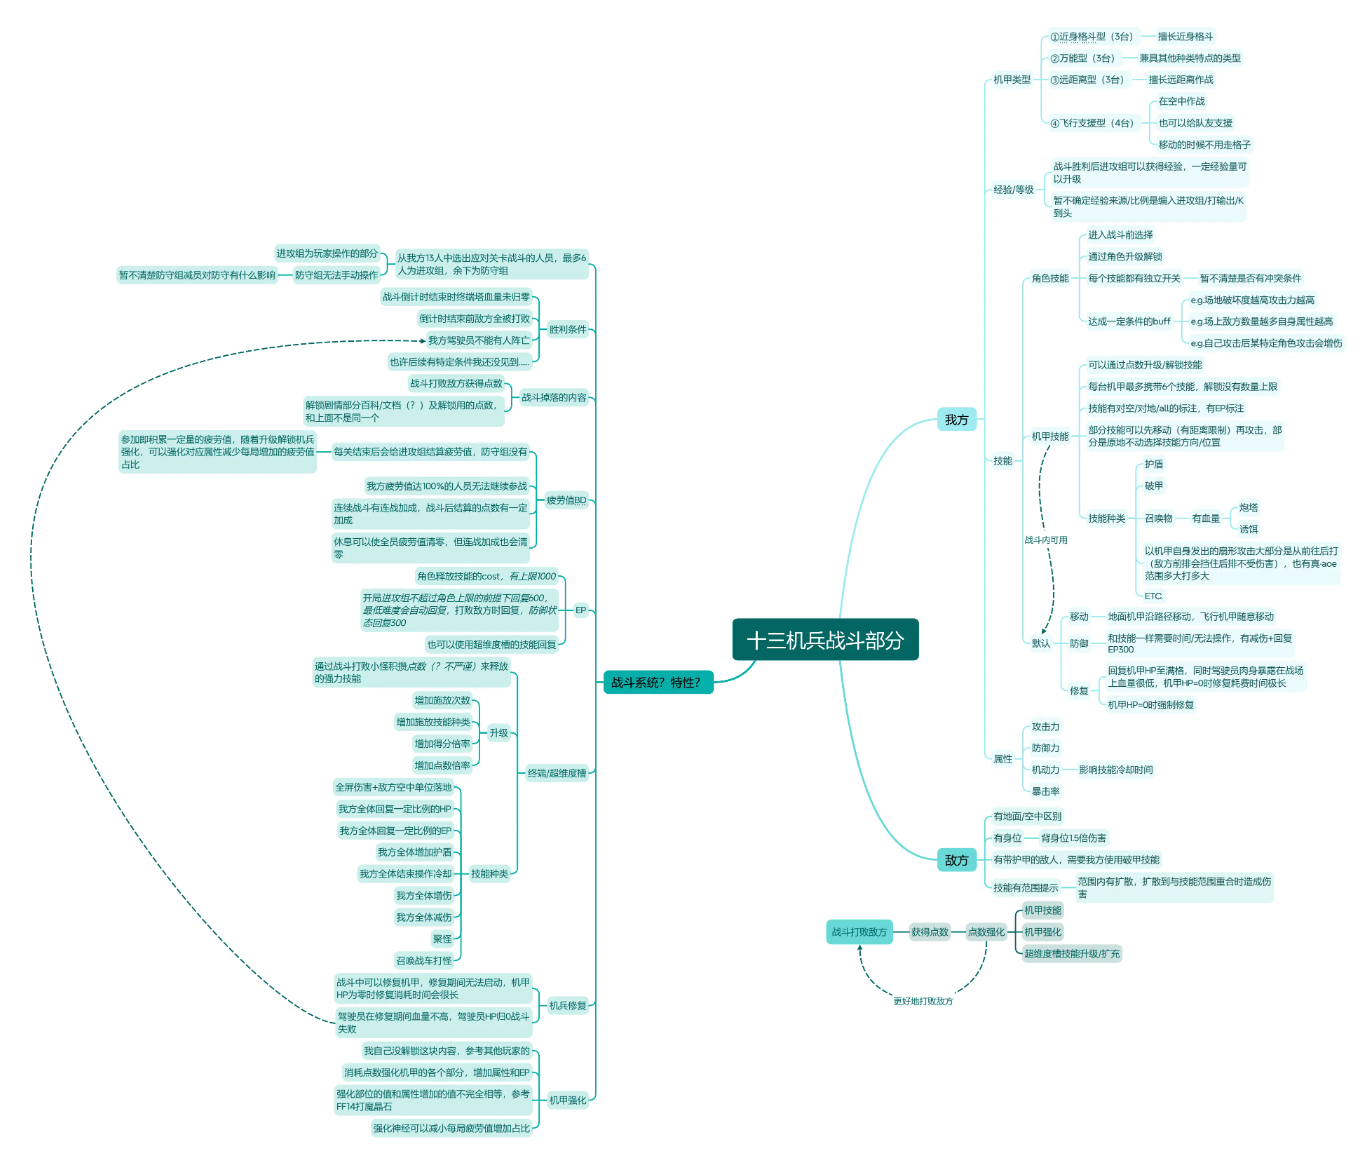 十三机兵战斗部分
我方
机甲类型
①近身格斗型（3台）
擅长近身格斗
②万能型（3台）
兼具其他种类特点的类型
③远距离型（3台）
擅长远距离作战
④飞行支援型（4台）
在空中作战
也可以给队友支援
移动的时候不用走格子
经验/等级
战斗胜利后进攻组可以获得经验，一定经验量可
以升级
暂不确定经验来源/比例是编入进攻组/打输出/K
到头
技能
角色技能
进入战斗前选择
通过角色升级解锁
每个技能都有独立开关
暂不清楚是否有冲突条件
达成一定条件的buff
e.g.场地破坏度越高攻击力越高
e.g.场上敌方数量越多自身属性越高
e.g.自己攻击后某特定角色攻击会增伤
机甲技能
可以通过点数升级/解锁技能
每台机甲最多携带6个技能，解锁没有数量上限
技能有对空/对地/all的标注，有EP标注
部分技能可以先移动（有距离限制）再攻击，部
分是原地不动选择技能方向/位置
技能种类
护盾
破甲
召唤物
有血量
炮塔
诱饵
以机甲自身发出的扇形攻击大部分是从前往后打
（敌方前排会挡住后排不受伤害），也有真·aoe
范围多大打多大
ETC.
战斗内可用
默认
移动
地面机甲沿路径移动，飞行机甲随意移动
防御
和技能一样需要时间/无法操作，有减伤+回复
EP300
修复
回复机甲HP至满格，同时驾驶员肉身暴露在战场
上血量很低，机甲HP=0时修复耗费时间极长
机甲HP=0时强制修复
属性
攻击力
防御力
机动力
影响技能冷却时间
暴击率
敌方
有地面/空中区别
有身位
背身位1.5倍伤害
有带护甲的敌人，需要我方使用破甲技能
技能有范围提示
范围内有扩散，扩散到与技能范围重合时造成伤
害
战斗打败敌方
获得点数
点数强化
机甲技能
机甲强化
超维度槽技能升级/扩充
更好地打败敌方
战斗系统？特性？
从我方13人中选出应对关卡战斗的人员，最多6
人为进攻组，余下为防守组
进攻组为玩家操作的部分
防守组无法手动操作
暂不清楚防守组减员对防守有什么影响
胜利条件
战斗倒计时结束时终端塔血量未归零
倒计时结束前敌方全被打败
我方驾驶员不能有人阵亡
也许后续有特定条件我还没见到……
战斗掉落的内容
战斗打败敌方获得点数
解锁剧情部分百科/文档（？）及解锁用的点数，
和上面不是同一个
疲劳值BD
每关结束后会给进攻组结算疲劳值，防守组没有
参加即积累一定量的疲劳值，随着升级解锁机兵
强化，可以强化对应属性减少每局增加的疲劳值
占比
我方疲劳值达100%的人员无法继续参战
连续战斗有连战加成，战斗后结算的点数有一定
加成
休息可以使全员疲劳值清零，但连战加成也会清
零
EP
角色释放技能的cost，有上限1000
开局进攻组不超过角色上限的前提下回复600，
最低难度会自动回复，打败敌方时回复，防御状
态回复300
也可以使用超维度槽的技能回复
终端/超维度槽
通过战斗打败小怪积攒点数（？不严谨）来释放
的强力技能
升级
增加施放次数
增加施放技能种类
增加得分倍率
增加点数倍率
技能种类
全屏伤害+敌方空中单位落地
我方全体回复一定比例的HP
我方全体回复一定比例的EP
我方全体增加护盾
我方全体结束操作冷却
我方全体增伤
我方全体减伤
聚怪
召唤战车打怪
机兵修复
战斗中可以修复机甲，修复期间无法启动，机甲
HP为零时修复消耗时间会很长
驾驶员在修复期间血量不高，驾驶员HP归0战斗
失败
机甲强化
我自己没解锁这块内容，参考其他玩家的
消耗点数强化机甲的各个部分，增加属性和EP
强化部位的值和属性增加的值不完全相等，参考
FF14打魔晶石
强化神经可以减小每局疲劳值增加占比